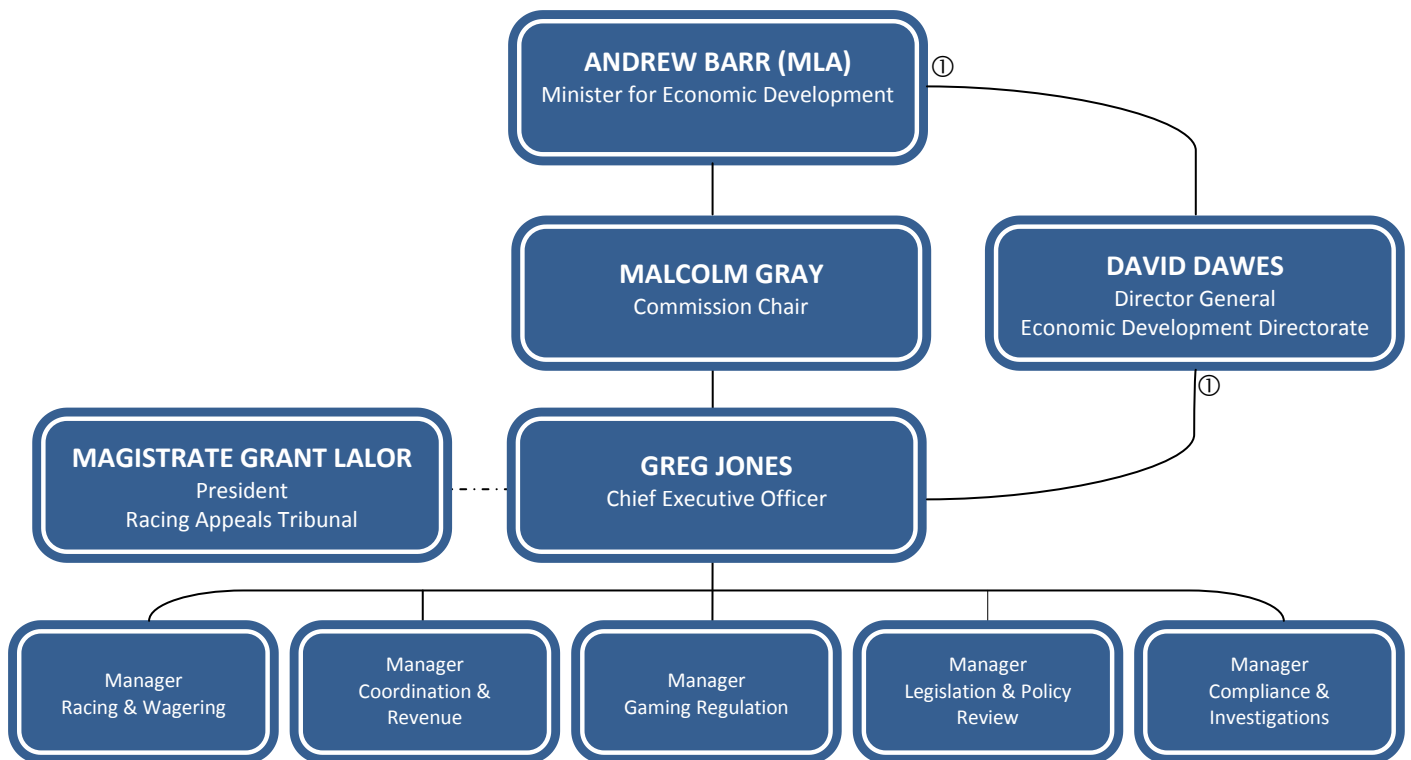 ANDREW BARR (MLA)
Minister for Economic Development
①
MALCOLM GRAY
Commission Chair
DAVID DAWES
Director General
Economic Development Directorate
①
MAGISTRATE GRANT LALOR
President
Racing Appeals Tribunal
GREG JONES
Chief Executive Officer
Manager
Racing & Wagering
Manager
Coordination &
Revenue
Manager
Gaming Regulation
Manager
Legislation & Policy
Review
Manager
Compliance &
Investigations